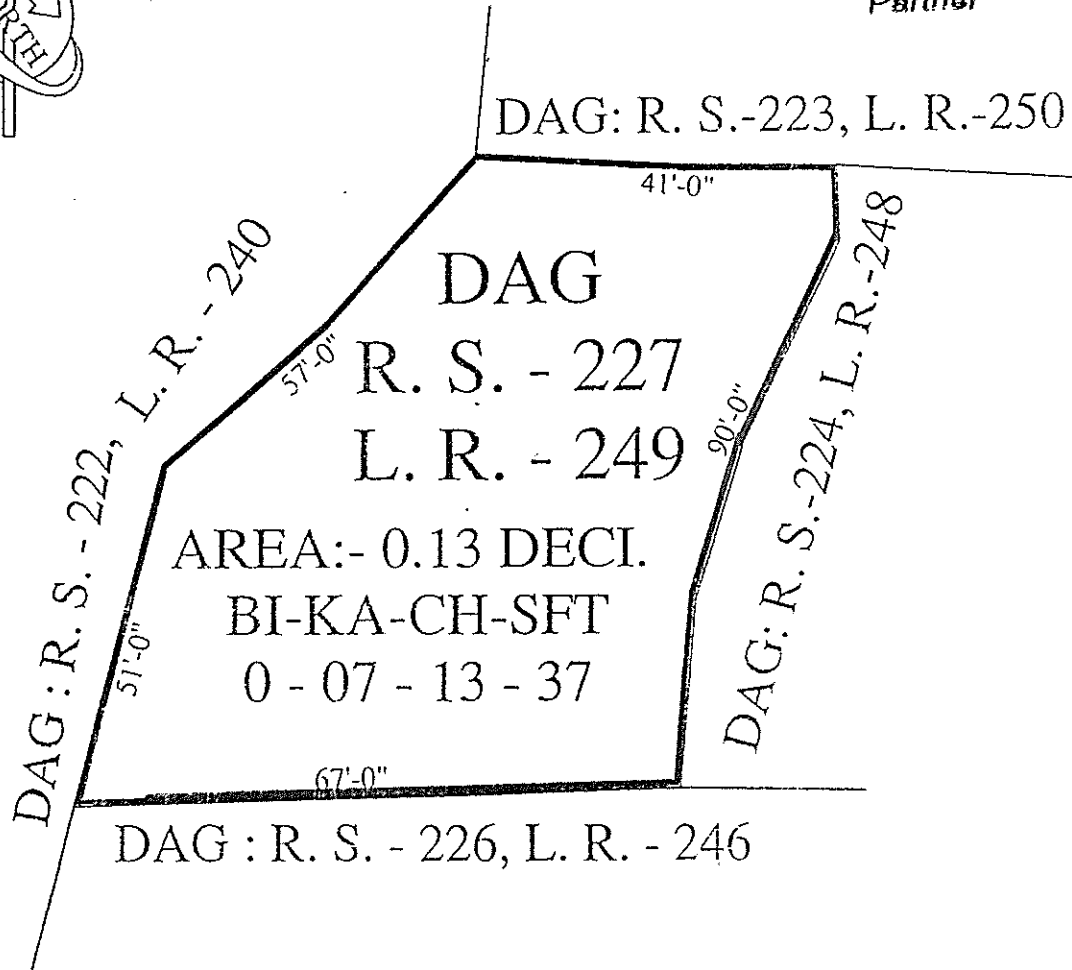 Partner
DAG: R. S.-223, L. R.-250
41'-0"
DAG : R. S. - 222, L. R. - 240
57'-0"
DAG
R. S. - 227
L. R. - 249
90'-0"
DAG: R. S.-224, L. R.-248
AREA:- 0.13 DECI.
BI-KA-CH-SFT
0 - 07 - 13 - 37
51'-0"
67'-0"
DAG : R. S. - 226, L. R. - 246